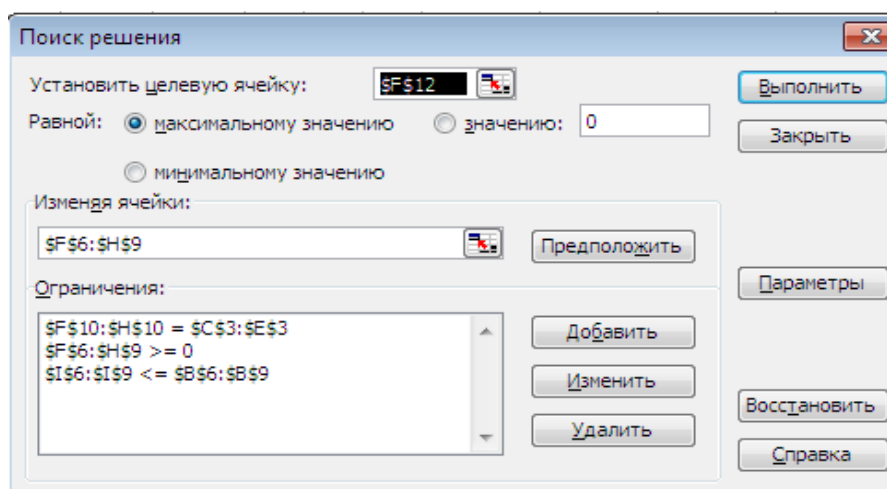 Поиск решения
Установить целевую ячейку: $F$12
Выполнить
Равной: максимальному значению значению: 0
Закрыть
минимальному значению
Изменяя ячейки:
$F$6:$H$9
Предположить
Параметры
Ограничения:
$F$10:$H$10 = $C$3:$E$3
$F$6:$H$9 >= 0
$I$6:$I$9 <= $B$6:$B$9
Добавить
Изменить
Удалить
Восстановить
Справка